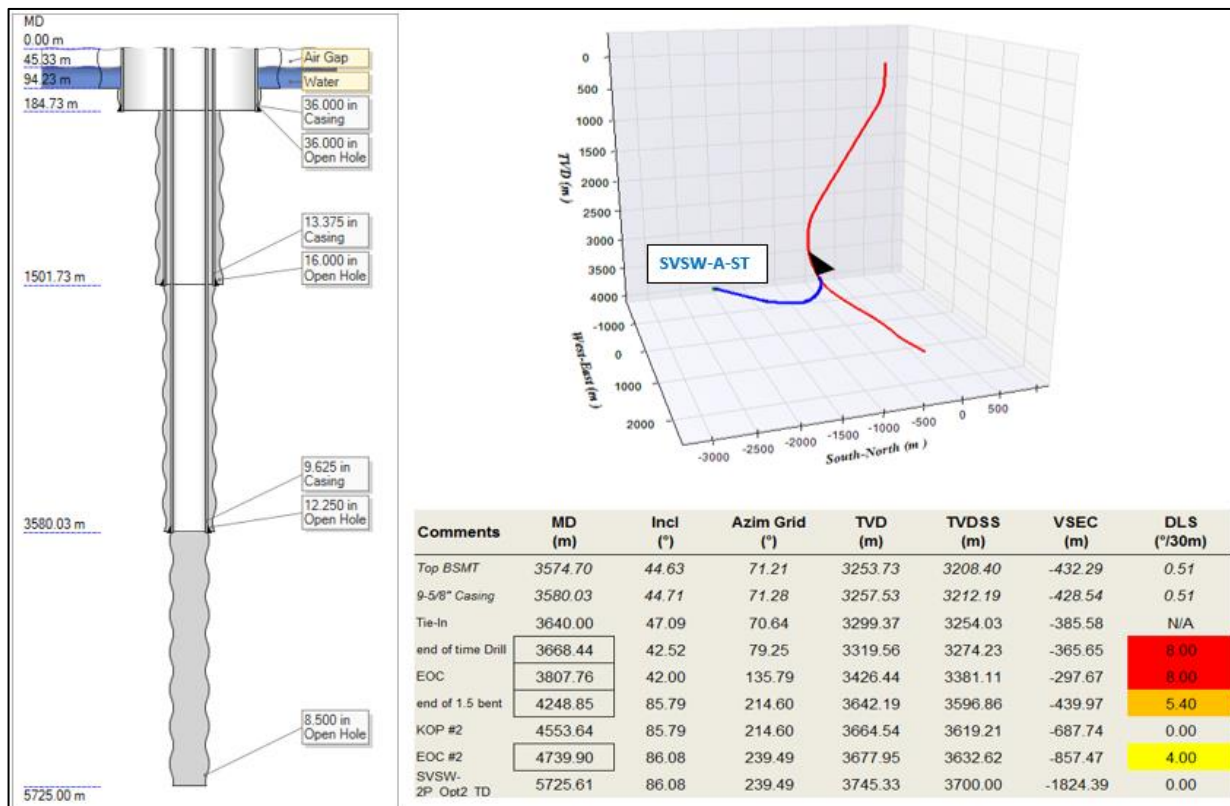 MD
0.00 m
45.33 m
94.23 m
184.73 m
1501.73 m
3580.03 m
5725.00 m
Air Gap
Water
36.000 in
Casing
36.000 in
Open Hole
13.375 in
Casing
16.000 in
Open Hole
9.625 in
Casing
12.250 in
Open Hole
8.500 in
Open Hole
0
500
1000
1500
2000
2500
3000
3500
4000
TVD (m)
SVSW-A-ST
-1000
0
1000
2000
West-East (m)
-3000
-2500
-2000
-1500
-1000
-500
0
500
South-North (m)
Comments MD (m) Incl (°) Azim Grid (°) TVD (m) TVDSS (m) VSEC (m) DLS (°/30m)
Top BSMT 3574.70 44.63 71.21 3253.73 3208.40 -432.29 0.51
9-5/8" Casing 3580.03 44.71 71.28 3257.53 3212.19 -428.54 0.51
Tie-In 3640.00 47.09 70.64 3299.37 3254.03 -385.58 N/A
end of time Drill 3668.44 42.52 79.25 3319.56 3274.23 -365.65 8.00
EOC 3807.76 42.00 135.79 3426.44 3381.11 -297.67 8.00
end of 1.5 bent 4248.85 85.79 214.60 3642.19 3596.86 -439.97 5.40
KOP #2 4553.64 85.79 214.60 3664.54 3619.21 -687.74 0.00
EOC #2 4739.90 86.08 239.49 3677.95 3632.62 -857.47 4.00
SVSW-2P_Opt2_TD 5725.61 86.08 239.49 3745.33 3700.00 -1824.39 0.00